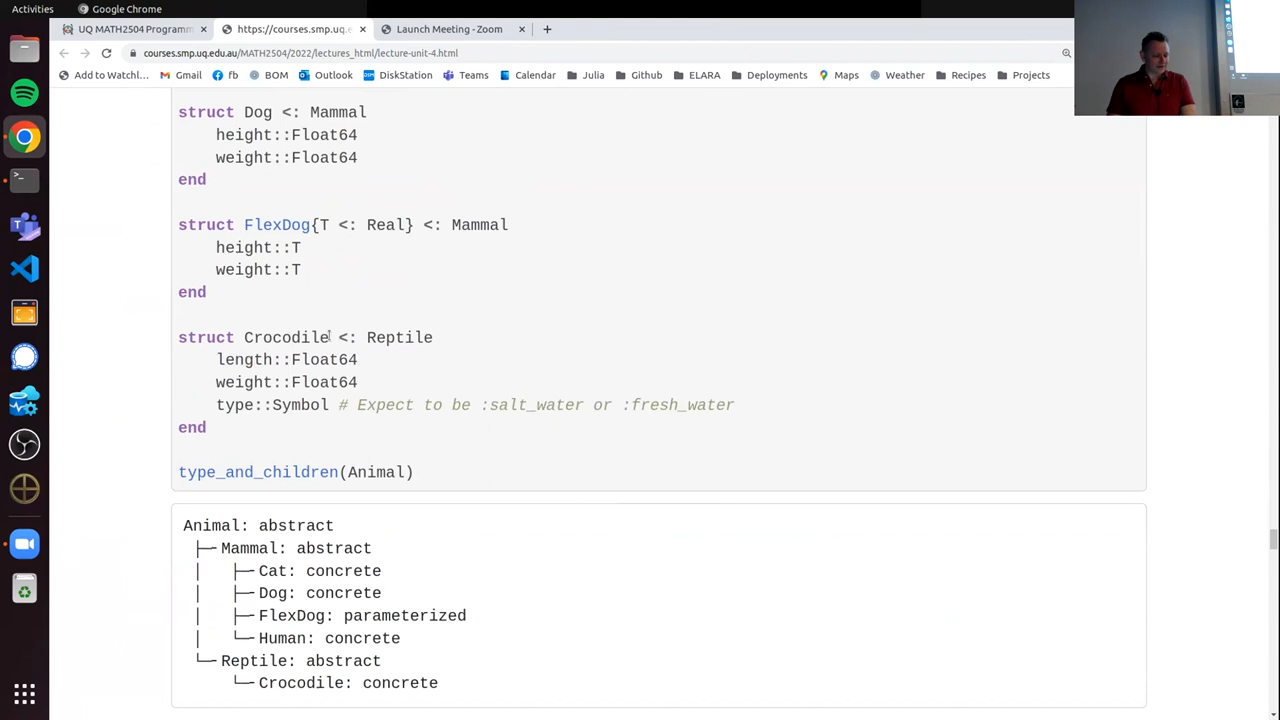 Activities
Google Chrome
UQ MATH2504 Programm
https://courses.smp.uq.e
Launch Meeting - Zoom
courses.smp.uq.edu.au/MATH2504/2022/lectures_html/lecture-unit-4.html
Add to Watchl... Gmail fb BOM Outlook DiskStation Teams Calendar Julia Github ELARA Deployments Maps Weather Recipes Projects
struct Dog <: Mammal
height::Float64
weight::Float64
end
struct FlexDog{T <: Real} <: Mammal
height::T
weight::T
end
struct Crocodile <: Reptile
length::Float64
weight::Float64
type::Symbol # Expect to be :salt_water or :fresh_water
end
type_and_children(Animal)
Animal: abstract
├─ Mammal: abstract
│ ├─ Cat: concrete
│ ├─ Dog: concrete
│ ├─ FlexDog: parameterized
│ └─ Human: concrete
└─ Reptile: abstract
└─ Crocodile: concrete